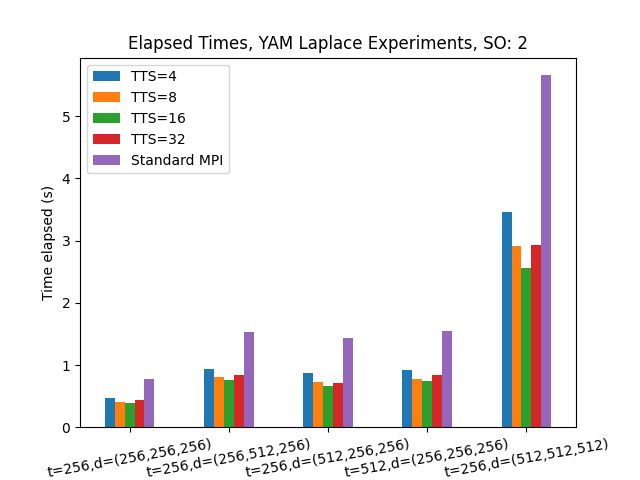 Elapsed Times, YAM Laplace Experiments, SO: 2
TTS=4
TTS=8
TTS=16
TTS=32
Standard MPI
Time elapsed (s)
5
4
3
2
1
0
t=256,d=(256,256,256)
t=256,d=(256,512,256)
t=256,d=(512,256,256)
t=512,d=(256,256,256)
t=256,d=(512,512,512)